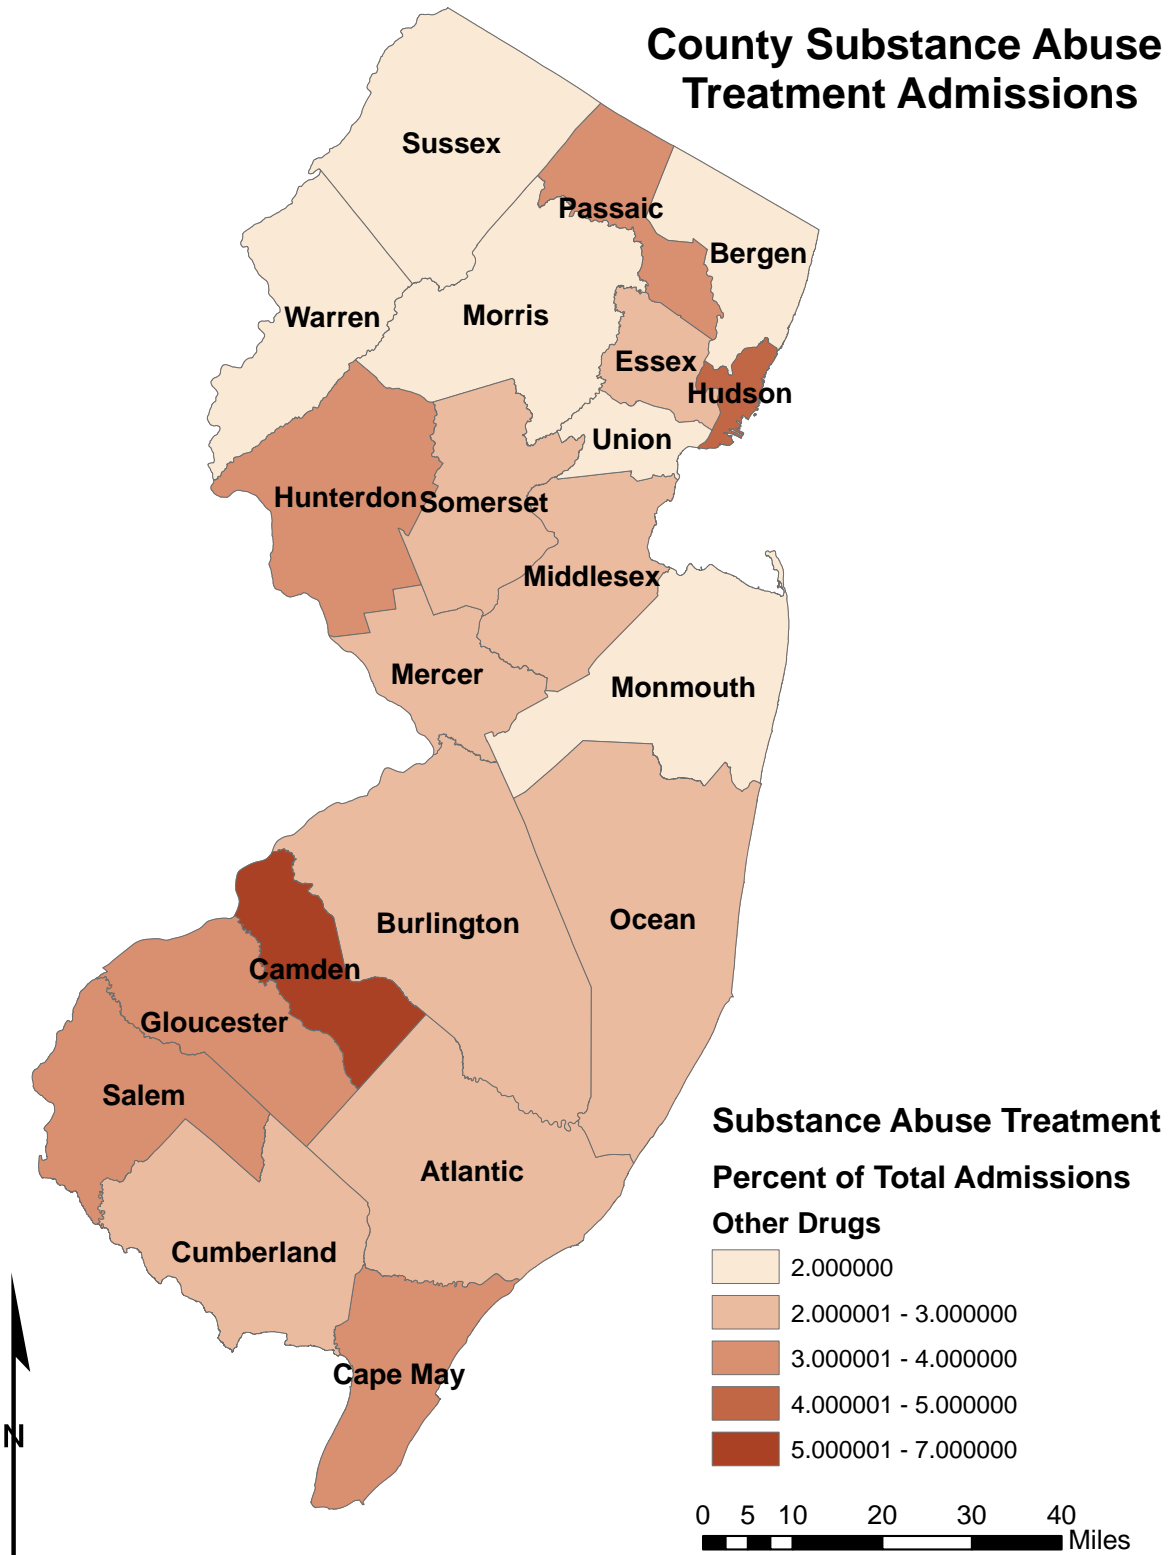 County Substance Abuse
Treatment Admissions
Sussex
Passaic
Bergen
Warren
Morris
Essex
Hudson
Union
Hunterdon
Somerset
Middlesex
Mercer
Monmouth
Burlington
Ocean
Camden
Gloucester
Salem
Atlantic
Cumberland
Cape May
N
Substance Abuse Treatment
Percent of Total Admissions
Other Drugs
2.000000
2.000001 - 3.000000
3.000001 - 4.000000
4.000001 - 5.000000
5.000001 - 7.000000
0 5 10 20 30 40
Miles